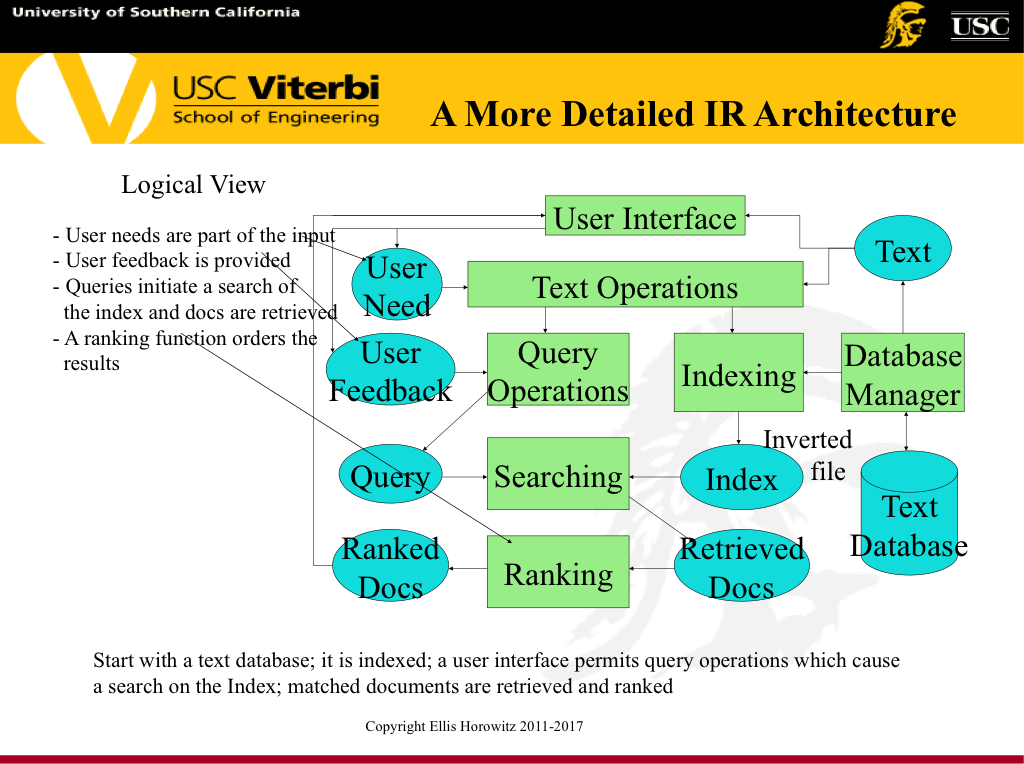 University of Southern California
USC
USC Viterbi
School of Engineering
A More Detailed IR Architecture
Logical View
- User needs are part of the input
- User feedback is provided
- Queries initiate a search of
the index and docs are retrieved
- A ranking function orders the
results
User Interface
Text
User
Need
Text Operations
User
Feedback
Query
Operations
Indexing
Database
Manager
Inverted
file
Query
Searching
Index
Text
Database
Ranked
Docs
Ranking
Retrieved
Docs
Start with a text database; it is indexed; a user interface permits query operations which cause
a search on the Index; matched documents are retrieved and ranked
Copyright Ellis Horowitz 2011-2017